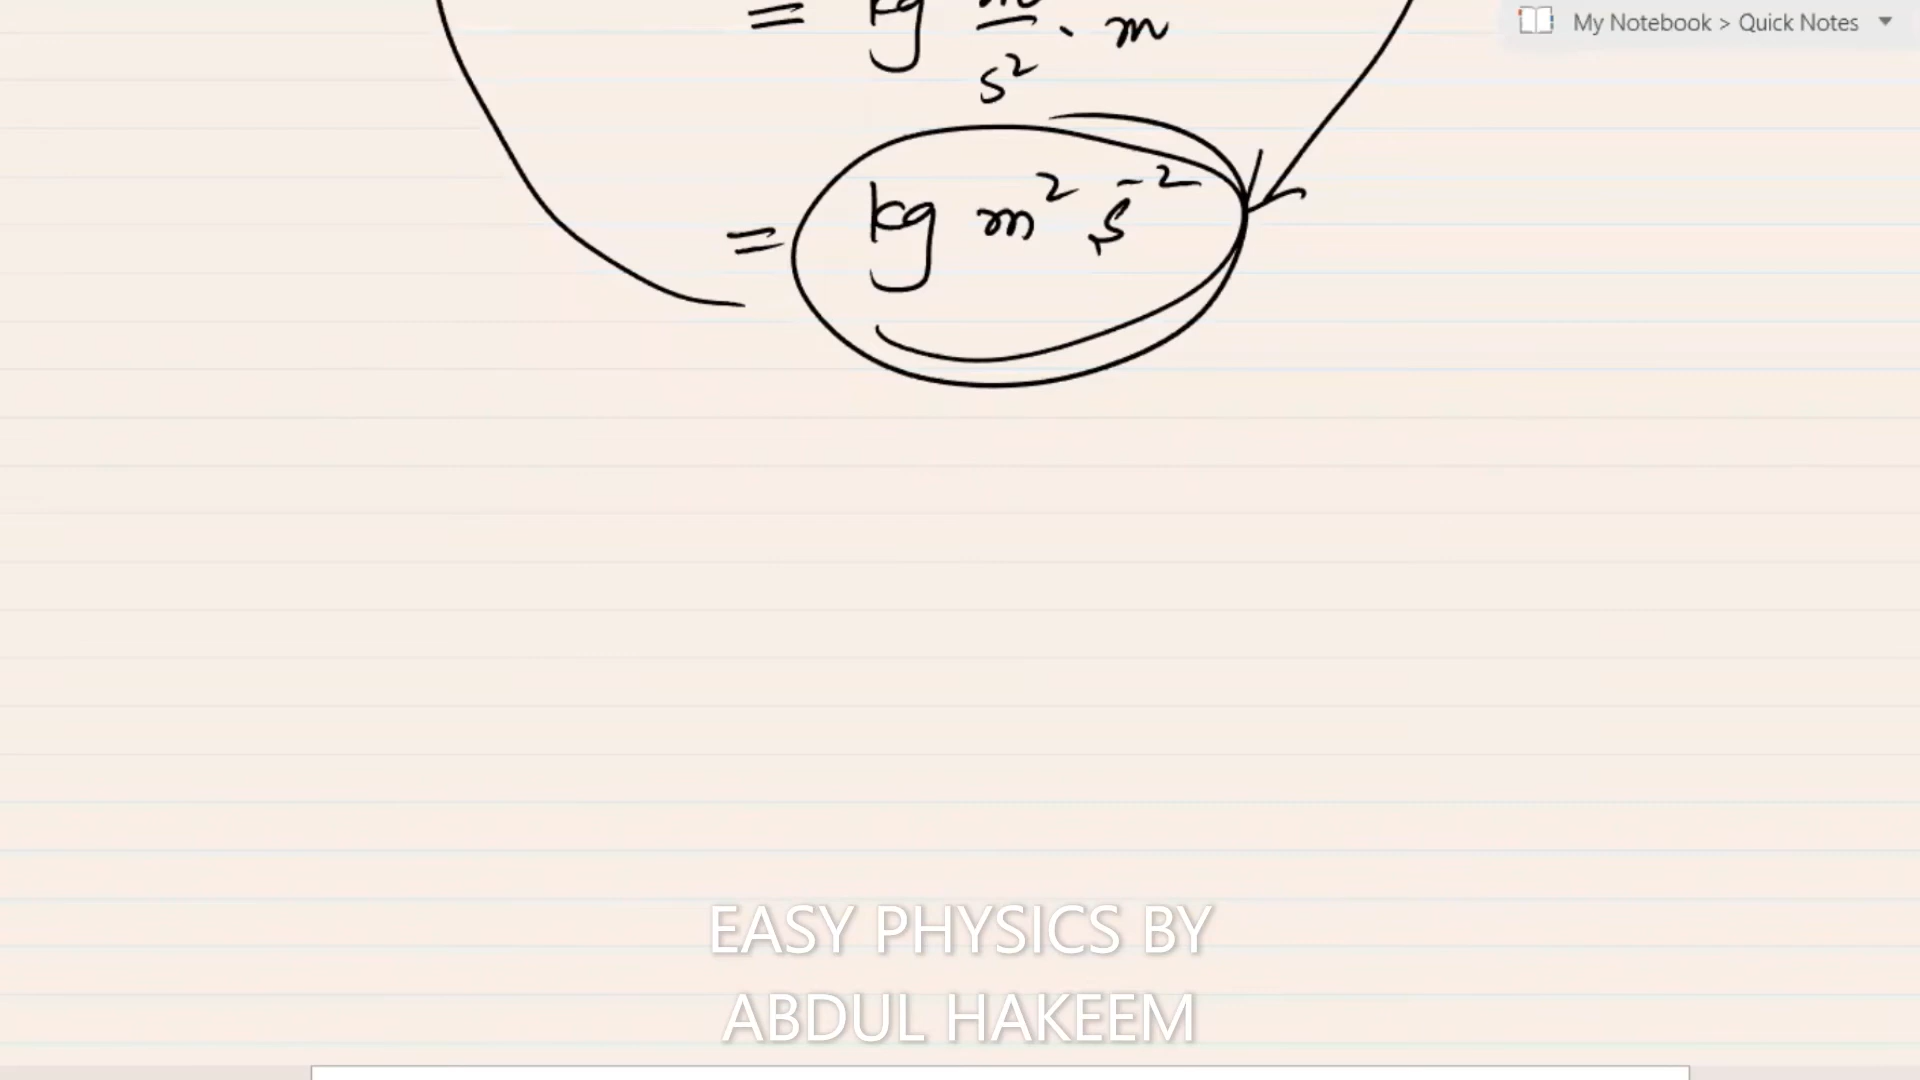 My Notebook > Quick Notes
= kg m/s² · m
= kg m² s⁻²
EASY PHYSICS BY
ABDUL HAKEEM